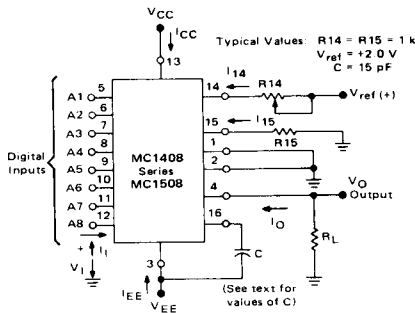 VCC
ICC
13
Typical Values: R14 = R15 = 1 k
Vref = +2.0 V
C = 15 pF
Digital Inputs
A1 5
A2 6
A3 7
A4 8
A5 9
A6 10
A7 11
A8 12
MC1408
Series
MC1508
I14
14
R14
Vref (+)
15
I15
R15
1
2
4
VO
Output
IO
16
C
RL
+ II
VI
3
IEE
VEE
(See text for
values of C)